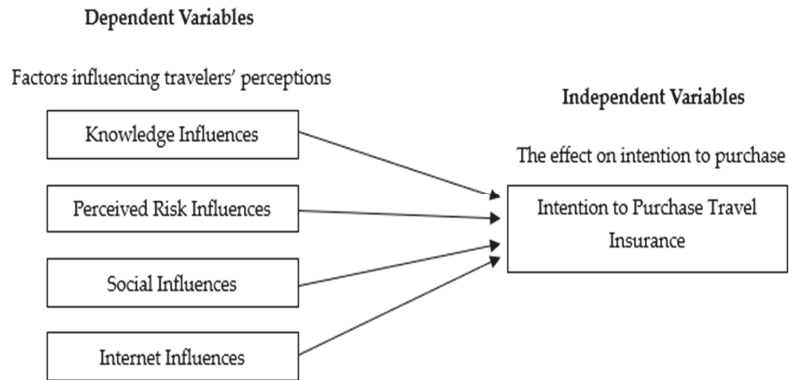 Dependent Variables
Factors influencing travelers' perceptions
Knowledge Influences
Perceived Risk Influences
Social Influences
Internet Influences
Independent Variables
The effect on intention to purchase
Intention to Purchase Travel
Insurance